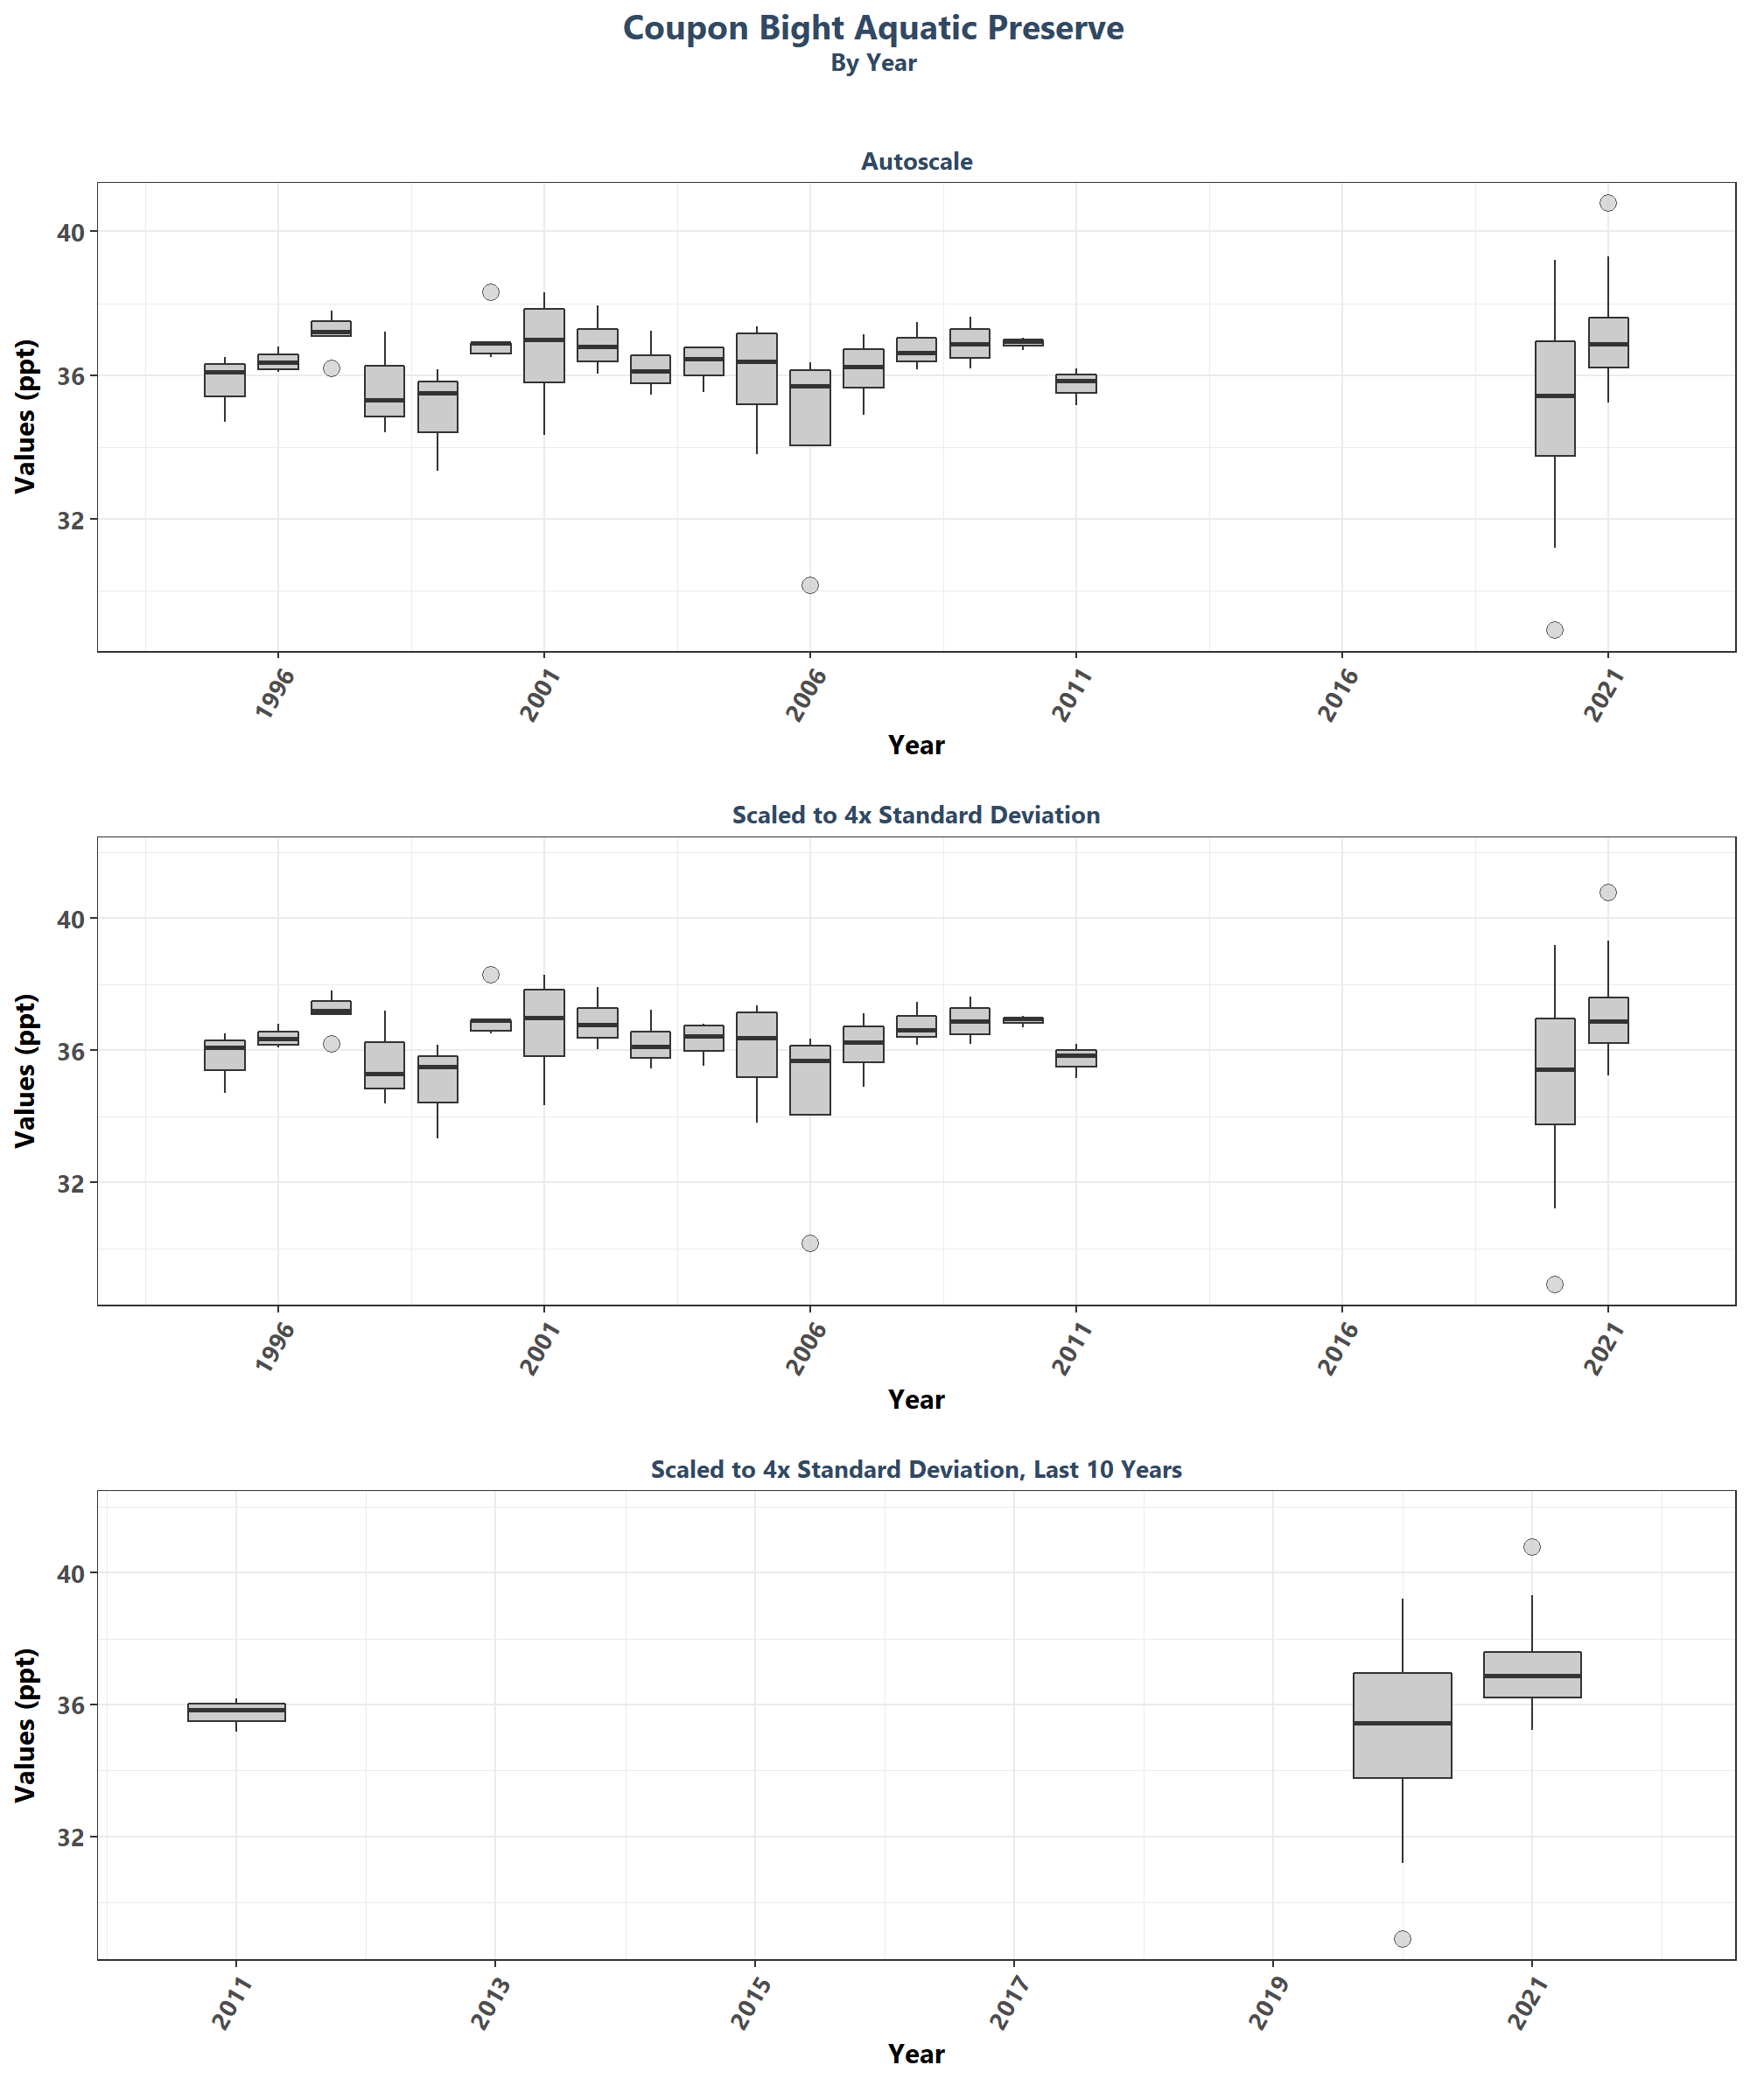 Coupon Bight Aquatic Preserve
By Year
Autoscale
Values (ppt)
40
36
32
1996
2001
2006
2011
2016
2021
Year
Scaled to 4x Standard Deviation
Values (ppt)
40
36
32
1996
2001
2006
2011
2016
2021
Year
Scaled to 4x Standard Deviation, Last 10 Years
Values (ppt)
40
36
32
2011
2013
2015
2017
2019
2021
Year